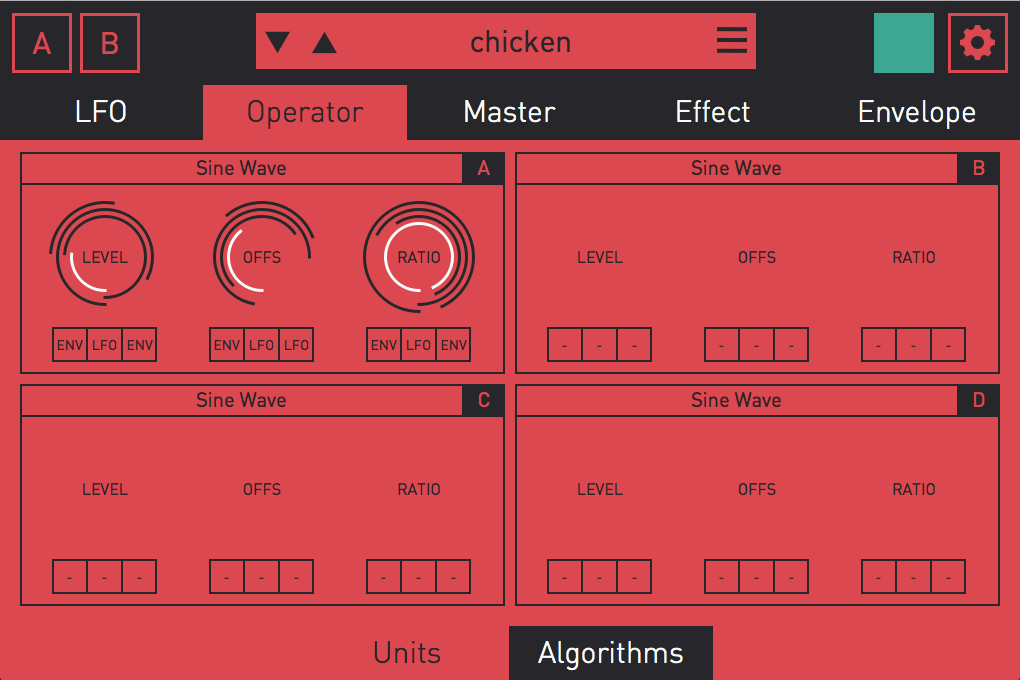 A B chicken
LFO Operator Master Effect Envelope
Sine Wave A Sine Wave B
LEVEL OFFS RATIO LEVEL OFFS RATIO
ENV LFO ENV ENV LFO LFO ENV LFO ENV - - - - - - - - -
Sine Wave C Sine Wave D
LEVEL OFFS RATIO LEVEL OFFS RATIO
- - - - - - - - - - - - - - - - - -
Units Algorithms